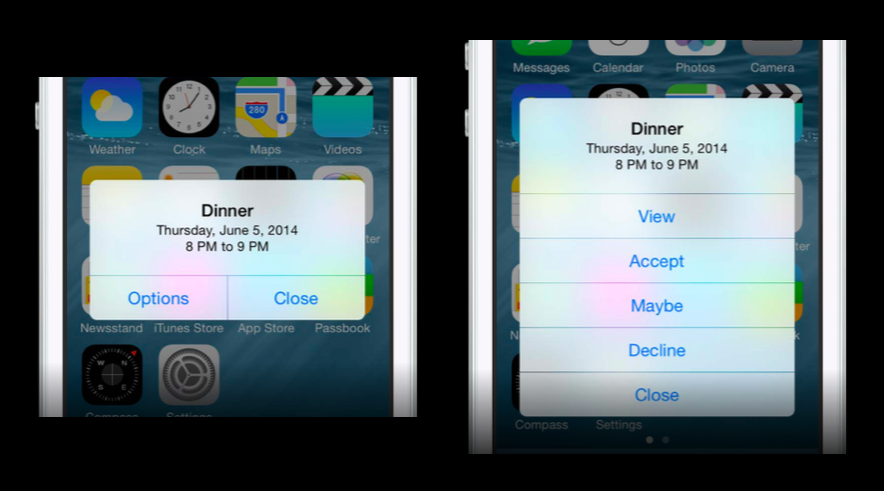 Weather Clock Maps Videos
280
Dinner
Thursday, June 5, 2014
8 PM to 9 PM
ter
Options Close
Newsstand iTunes Store App Store Passbook
N
W E
S
Compass Settings
Messages Calendar Photos Camera
Dinner
Thursday, June 5, 2014
8 PM to 9 PM
ter
View
Accept
Maybe
Decline
Close
N
k
Compass Settings